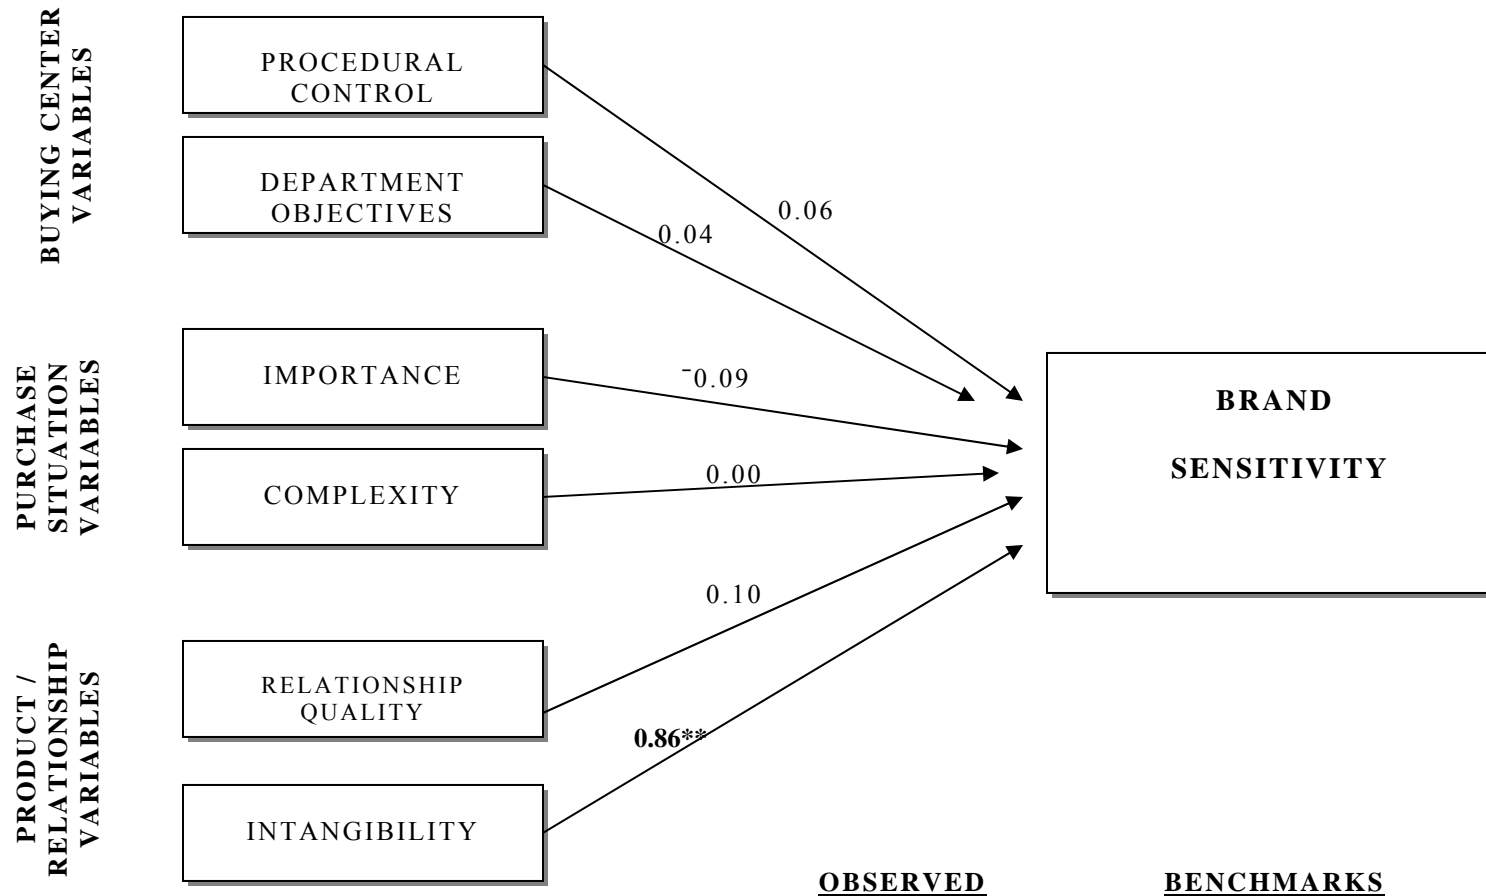 BUYING CENTER
VARIABLES
PROCEDURAL
CONTROL
DEPARTMENT
OBJECTIVES
0.06
0.04
PURCHASE
SITUATION
VARIABLES
IMPORTANCE
COMPLEXITY
-0.09
0.00
BRAND
SENSITIVITY
PRODUCT /
RELATIONSHIP
VARIABLES
RELATIONSHIP
QUALITY
INTANGIBILITY
0.10
0.86**
OBSERVED BENCHMARKS